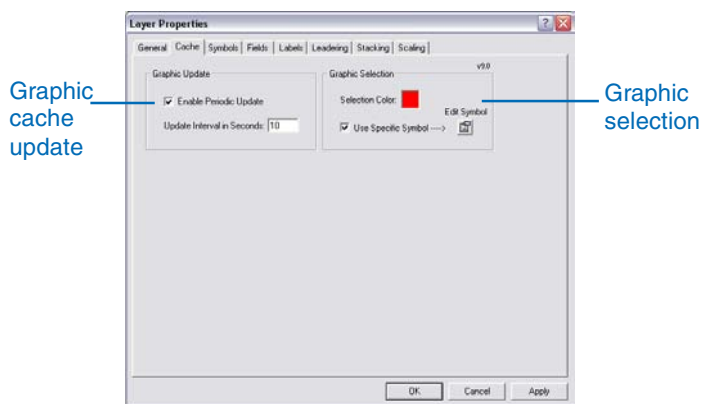 Layer Properties
General Cache Symbols Fields Labels Leadering Stacking Scaling
v9.0
Graphic Update
Enable Periodic Update
Update Interval in Seconds: 10
Graphic Selection
Selection Color:
Edit Symbol
Use Specific Symbol --->
OK Cancel Apply
Graphic
cache
update
Graphic
selection